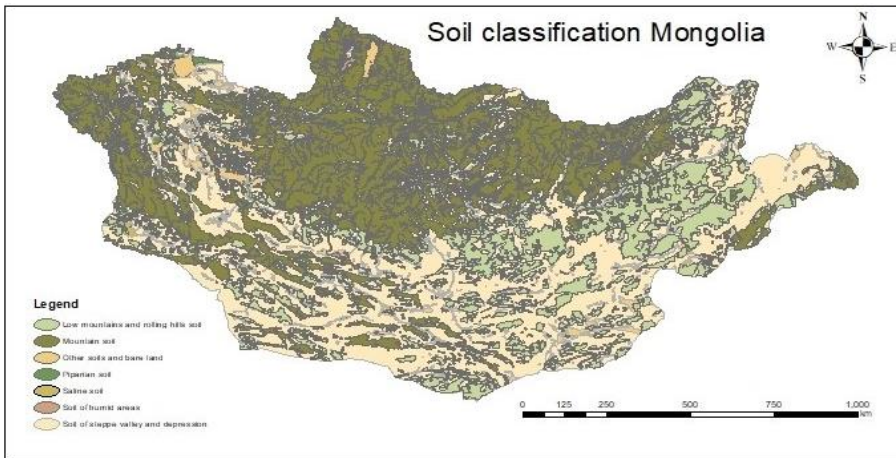 Soil classification Mongolia
N
W E
S
Legend
Low mountains and rolling hills soil
Mountain soil
Other soils and bare land
Piparian soil
Saline soil
Soil of humid areas
Soil of steppe valley and depression
0 125 250 500 750 1,000
km